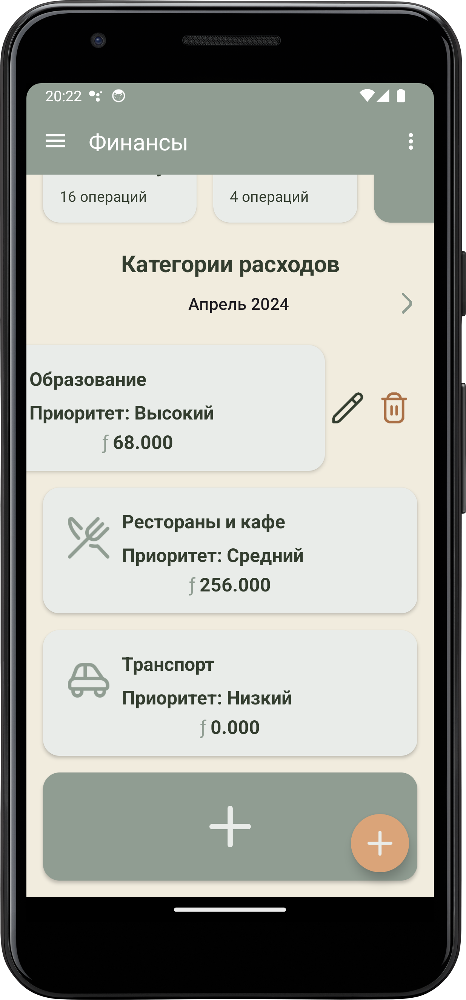 20:22
Финансы
16 операций
4 операций
Категории расходов
Апрель 2024
Образование
Приоритет: Высокий
ƒ 68.000
Рестораны и кафе
Приоритет: Средний
ƒ 256.000
Транспорт
Приоритет: Низкий
ƒ 0.000